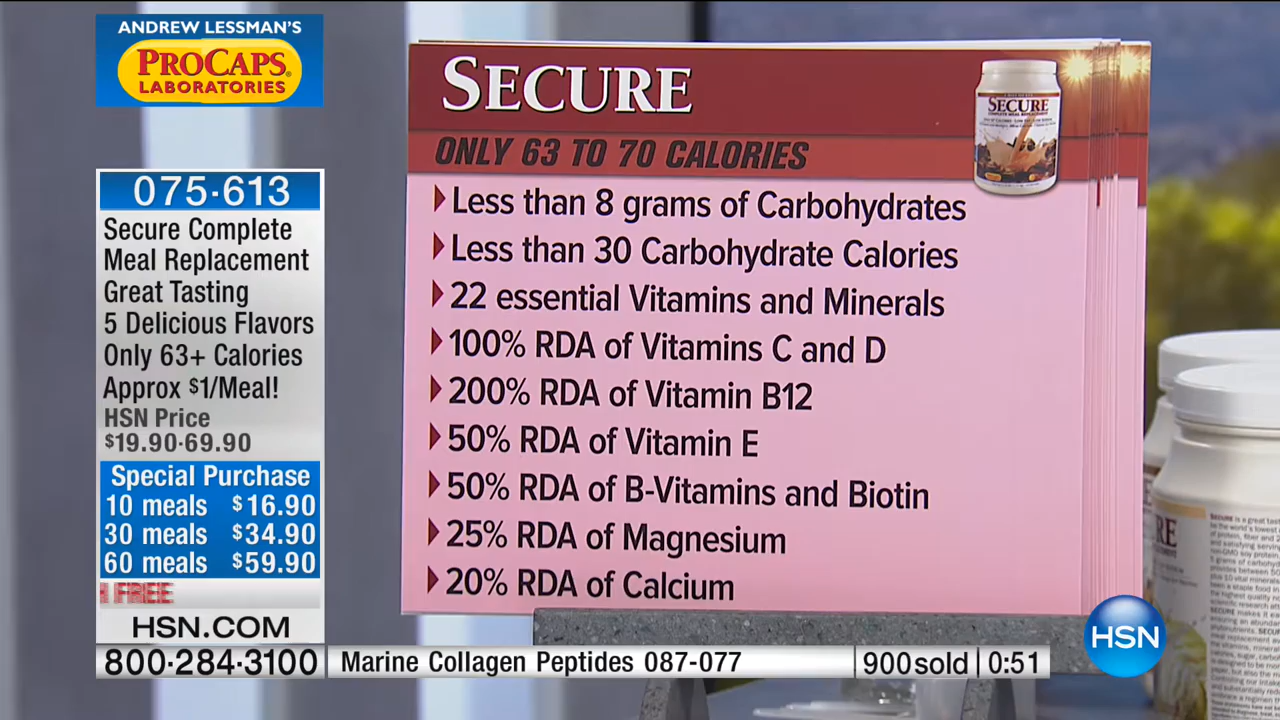 ANDREW LESSMAN'S
PROCAPS®
LABORATORIES
075·613
Secure Complete
Meal Replacement
Great Tasting
5 Delicious Flavors
Only 63+ Calories
Approx $1/Meal!
HSN Price
$19.90-69.90
Special Purchase
10 meals $16.90
30 meals $34.90
60 meals $59.90
FREE
HSN.COM
800·284·3100
Marine Collagen Peptides 087-077
900 sold
0:51
HSN
SECURE
ONLY 63 TO 70 CALORIES
Less than 8 grams of Carbohydrates
Less than 30 Carbohydrate Calories
22 essential Vitamins and Minerals
100% RDA of Vitamins C and D
200% RDA of Vitamin B12
50% RDA of Vitamin E
50% RDA of B-Vitamins and Biotin
25% RDA of Magnesium
20% RDA of Calcium
SECURE
COMPLETE MEAL REPLACEMENT